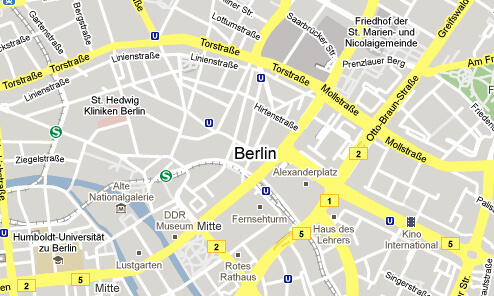 Bergstraße
Lottumstraße
Saarbrücker Str.
Friedhof der
St. Marien- und
Nicolaigemeinde
Torstraße
Torstraße
Linienstraße
Linienstraße
Torstraße
Prenzlauer Berg
Am
Linienstraße
Mollstraße
St. Hedwig
Kliniken Berlin
Hirtenstraße
Otto-Braun-Straße
U
U
S
Mollstraße
Ziegelstraße
Berlin
2
S
Alexanderplatz
Alte
Nationalgalerie
U
1
DDR
Museum
Mitte
Fernsehturm
Haus des
Lehrers
U
Kino
International
5
5
Humboldt-Universität
zu Berlin
2
Lustgarten
Rotes
Rathaus
U
2
5
Singerstraße
Mitte